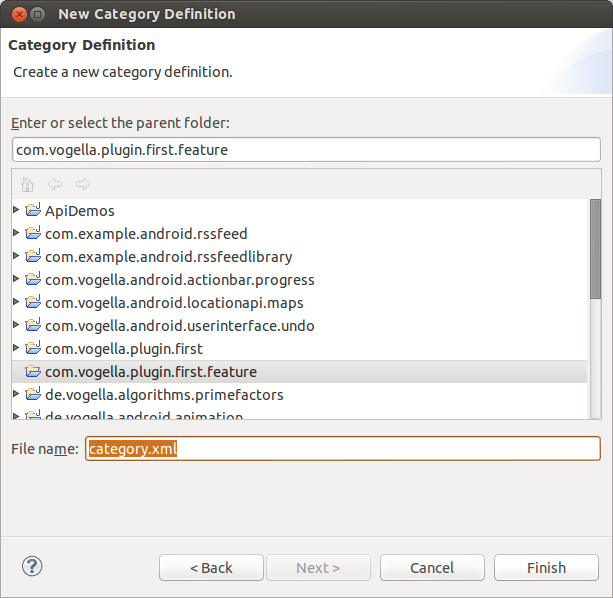 New Category Definition
Category Definition
Create a new category definition.
Enter or select the parent folder:
com.vogella.plugin.first.feature
ApiDemos
com.example.android.rssfeed
com.example.android.rssfeedlibrary
com.vogella.android.actionbar.progress
com.vogella.android.locationapi.maps
com.vogella.android.userinterface.undo
com.vogella.plugin.first
com.vogella.plugin.first.feature
de.vogella.algorithms.primefactors
de.vogella.android.animation
File name: category.xml
? < Back Next > Cancel Finish